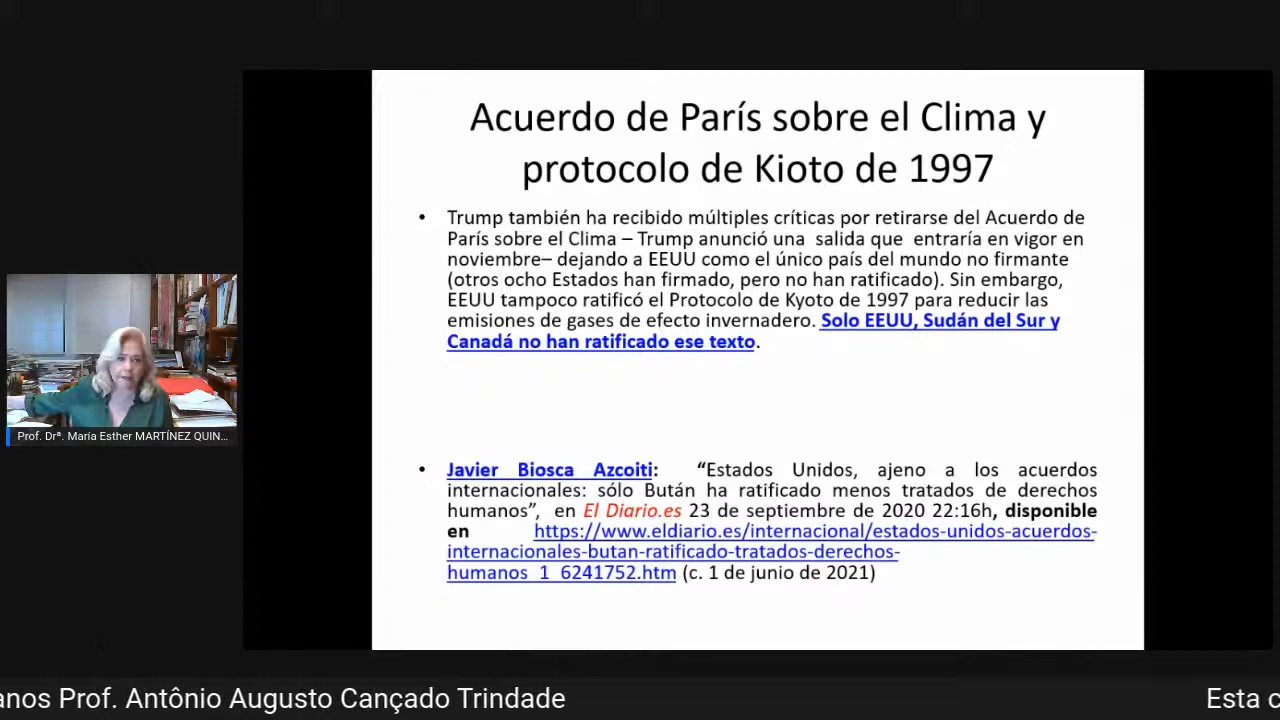 Acuerdo de París sobre el Clima y
protocolo de Kioto de 1997
• Trump también ha recibido múltiples críticas por retirarse del Acuerdo de
París sobre el Clima – Trump anunció una salida que entraría en vigor en
noviembre– dejando a EEUU como el único país del mundo no firmante
(otros ocho Estados han firmado, pero no han ratificado). Sin embargo,
EEUU tampoco ratificó el Protocolo de Kyoto de 1997 para reducir las
emisiones de gases de efecto invernadero. Solo EEUU, Sudán del Sur y
Canadá no han ratificado ese texto.
• Javier Biosca Azcoiti: “Estados Unidos, ajeno a los acuerdos
internacionales: sólo Bután ha ratificado menos tratados de derechos
humanos”, en El Diario.es 23 de septiembre de 2020 22:16h, disponible
en https://www.eldiario.es/internacional/estados-unidos-acuerdos-
internacionales-butan-ratificado-tratados-derechos-
humanos_1_6241752.htm (c. 1 de junio de 2021)
Prof. Drª. María Esther MARTÍNEZ QUIN...
anos Prof. Antônio Augusto Cançado Trindade
Esta c